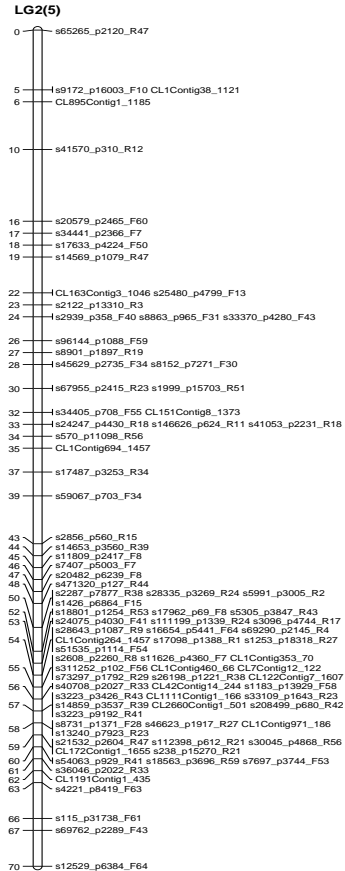 LG2(5)
0 s65265_p2120_R47
5 s9172_p16003_F10 CL1Contig38_1121
6 CL895Contig1_1185
10 s41570_p310_R12
16 s20579_p2465_F60
17 s34441_p2366_F7
18 s17633_p4224_F50
19 s14569_p1079_R47
22 CL163Contig3_1046 s25480_p4799_F13
23 s2122_p13310_R3
24 s2939_p358_F40 s8863_p965_F31 s33370_p4280_F43
26 s96144_p1088_F59
27 s8901_p1897_R19
28 s45629_p2735_F34 s8152_p7271_F30
30 s67955_p2415_R23 s1999_p15703_R51
32 s34405_p708_F55 CL151Contig8_1373
33 s24247_p4430_R18 s146626_p624_R11 s41053_p2231_R18
34 s570_p11098_R56
35 CL1Contig694_1457
37 s17487_p3253_R34
39 s59067_p703_F34
43 s2856_p560_R15
44 s14653_p3560_R39
45 s11809_p2417_F8
46 s7407_p5003_F7
47 s20482_p6239_F8
48 s471320_p127_R44
50 s2287_p7877_R38 s28335_p3269_R24 s5991_p3005_R2
s1426_p6864_F15
52 s18801_p1254_R53 s17962_p69_F8 s5305_p3847_R43
53 s24075_p4030_F41 s111199_p1339_R24 s3096_p4744_R17
s28643_p1087_R9 s16654_p5441_F64 s69290_p2145_R4
54 CL1Contig264_1457 s17098_p1388_R1 s1253_p18318_R27
s51535_p1114_F54
s2608_p2260_R8 s11626_p4360_F7 CL1Contig353_70
55 s311252_p102_F56 CL1Contig460_66 CL7Contig12_122
s73297_p1792_R29 s26198_p1221_R38 CL122Contig7_1607
56 s40708_p2027_R33 CL42Contig14_244 s1183_p13929_F58
s3223_p3426_R43 CL1111Contig1_166 s33109_p1643_R23
57 s14859_p3537_R39 CL2660Contig1_501 s208499_p680_R42
s3223_p9192_R41
58 s8731_p1371_F28 s46623_p1917_R27 CL1Contig971_186
s13240_p7923_R23
59 s21532_p2604_R47 s112398_p612_R21 s30045_p4868_R56
CL172Contig1_1655 s238_p15270_R21
60 s54063_p929_R41 s18563_p3696_R59 s7697_p3744_F53
61 s36046_p2022_R33
62 CL1191Contig1_435
63 s4221_p8419_F63
66 s115_p31738_F61
67 s69762_p2289_F43
70 s12529_p6384_F64